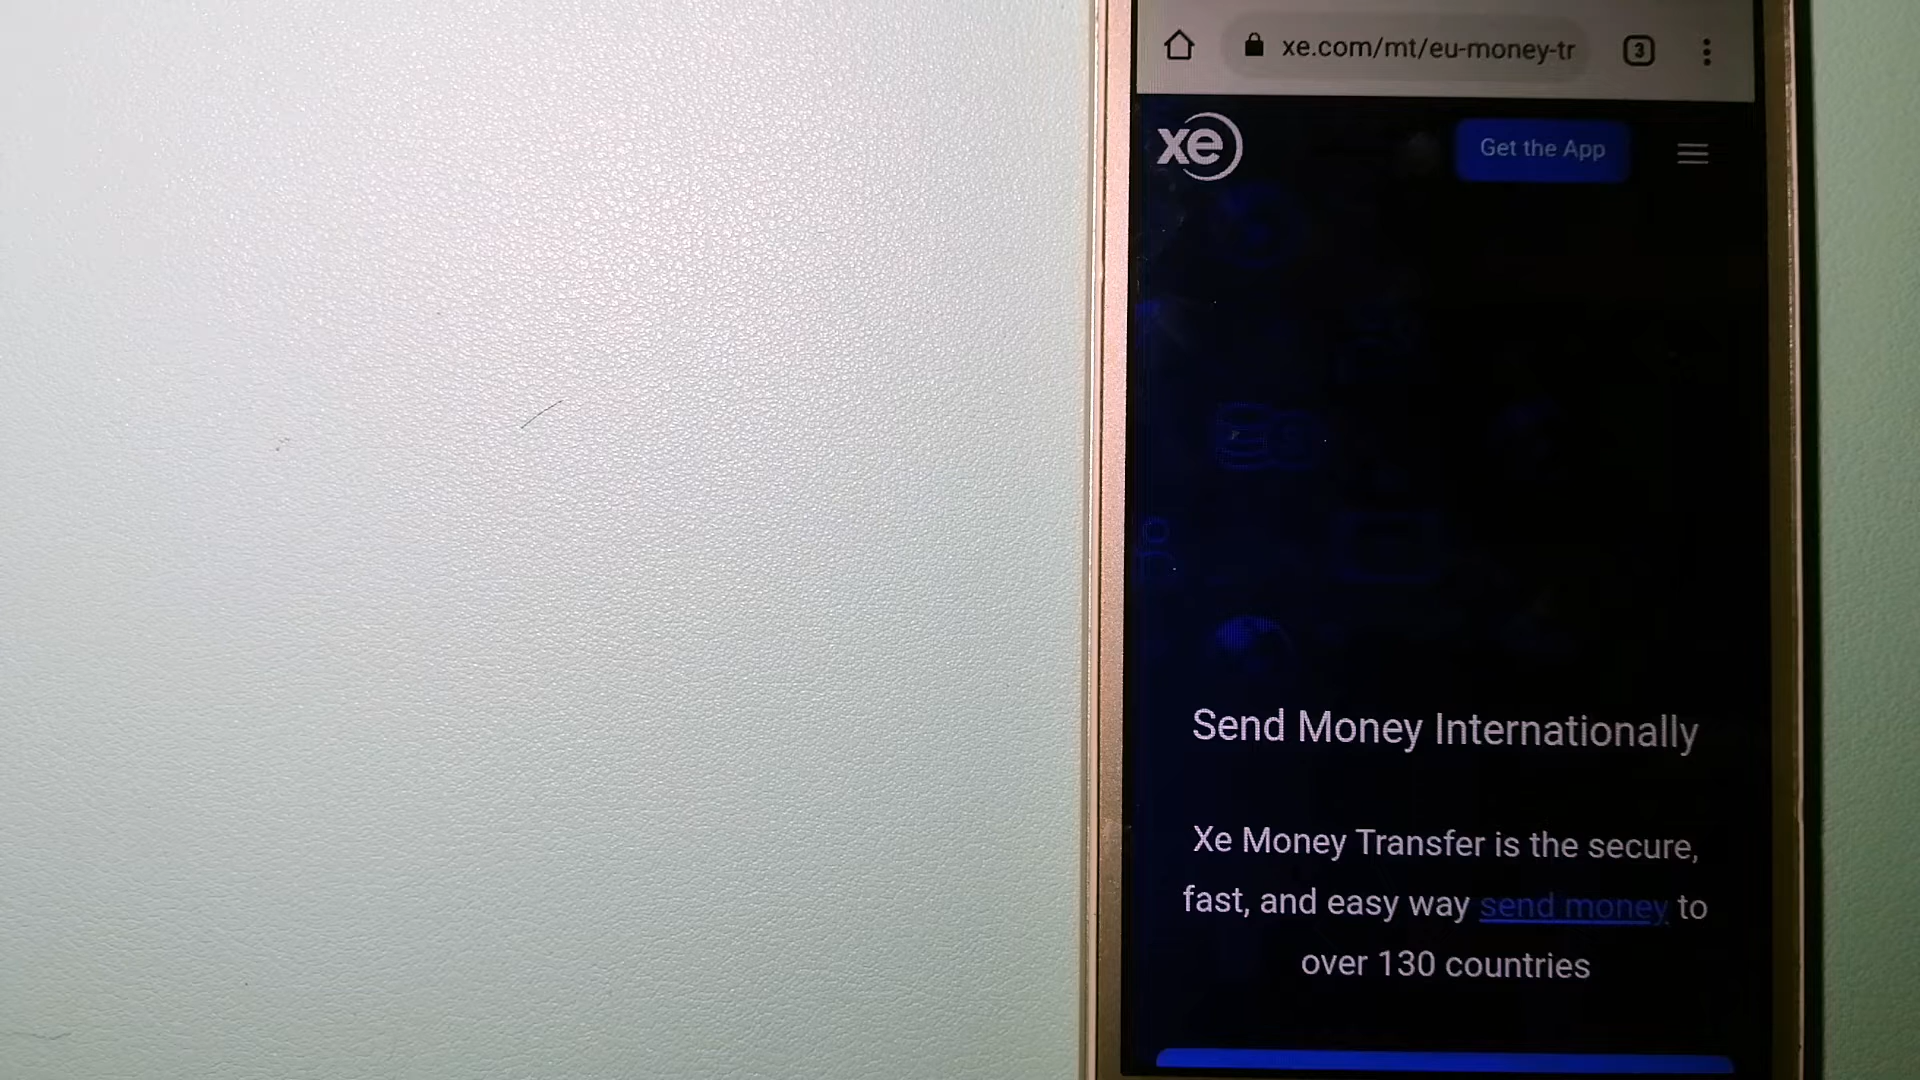 xe.com/mt/eu-money-tr
3
xe
Get the App
Send Money Internationally
Xe Money Transfer is the secure,
fast, and easy way send money to
over 130 countries